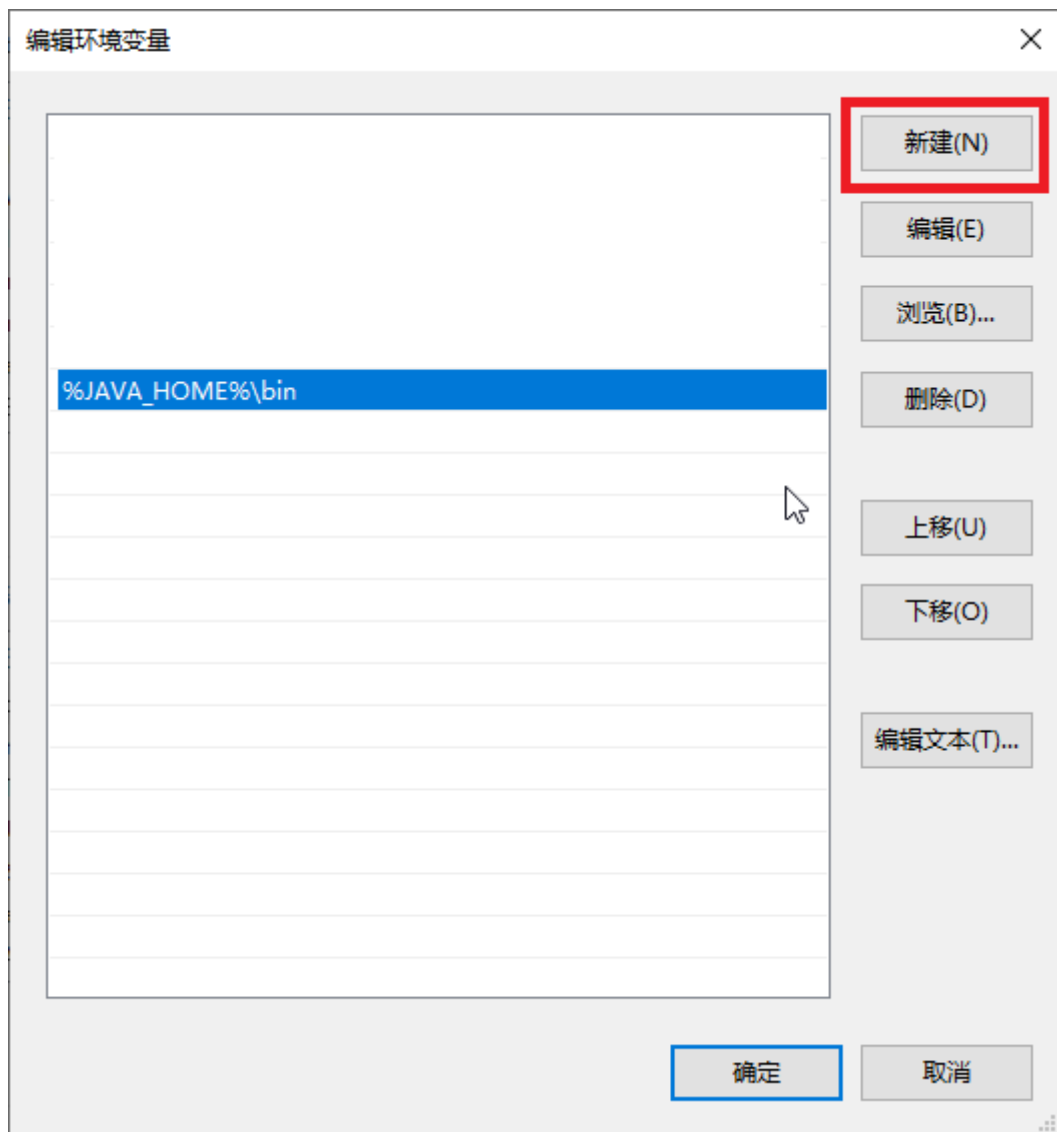 编辑环境变量
新建(N)
编辑(E)
浏览(B)...
%JAVA_HOME%\bin
删除(D)
上移(U)
下移(O)
编辑文本(T)...
确定
取消